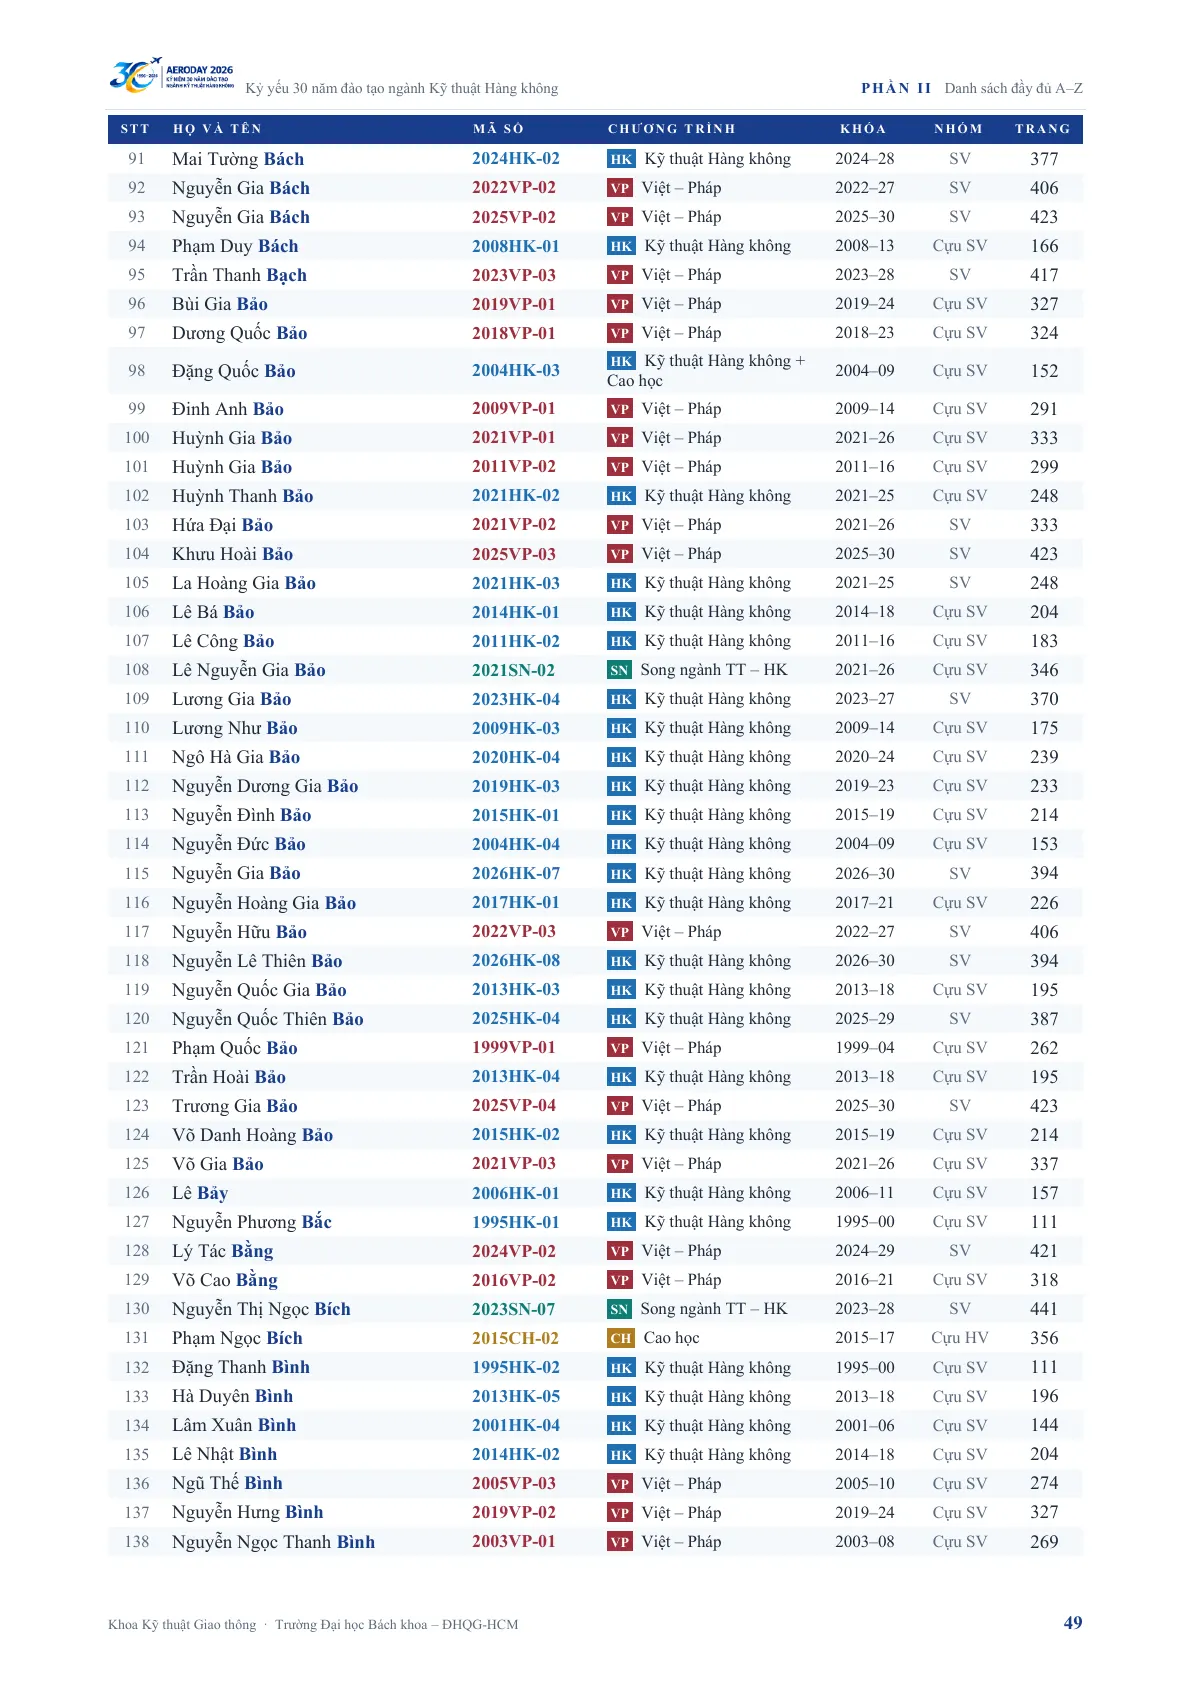 30
1996 - 2026
AERODAY 2026
KỶ NIỆM 30 NĂM ĐÀO TẠO
NGÀNH KỸ THUẬT HÀNG KHÔNG
Kỷ yếu 30 năm đào tạo ngành Kỹ thuật Hàng không PHẦN II Danh sách đầy đủ A–Z
STT HỌ VÀ TÊN MÃ SỐ CHƯƠNG TRÌNH KHÓA NHÓM TRANG
91 Mai Tường Bách 2024HK-02 HK Kỹ thuật Hàng không 2024–28 SV 377
92 Nguyễn Gia Bách 2022VP-02 VP Việt – Pháp 2022–27 SV 406
93 Nguyễn Gia Bách 2025VP-02 VP Việt – Pháp 2025–30 SV 423
94 Phạm Duy Bách 2008HK-01 HK Kỹ thuật Hàng không 2008–13 Cựu SV 166
95 Trần Thanh Bạch 2023VP-03 VP Việt – Pháp 2023–28 SV 417
96 Bùi Gia Bảo 2019VP-01 VP Việt – Pháp 2019–24 Cựu SV 327
97 Dương Quốc Bảo 2018VP-01 VP Việt – Pháp 2018–23 Cựu SV 324
98 Đặng Quốc Bảo 2004HK-03 HK Kỹ thuật Hàng không + Cao học 2004–09 Cựu SV 152
99 Đinh Anh Bảo 2009VP-01 VP Việt – Pháp 2009–14 Cựu SV 291
100 Huỳnh Gia Bảo 2021VP-01 VP Việt – Pháp 2021–26 Cựu SV 333
101 Huỳnh Gia Bảo 2011VP-02 VP Việt – Pháp 2011–16 Cựu SV 299
102 Huỳnh Thanh Bảo 2021HK-02 HK Kỹ thuật Hàng không 2021–25 Cựu SV 248
103 Hứa Đại Bảo 2021VP-02 VP Việt – Pháp 2021–26 SV 333
104 Khưu Hoài Bảo 2025VP-03 VP Việt – Pháp 2025–30 SV 423
105 La Hoàng Gia Bảo 2021HK-03 HK Kỹ thuật Hàng không 2021–25 SV 248
106 Lê Bá Bảo 2014HK-01 HK Kỹ thuật Hàng không 2014–18 Cựu SV 204
107 Lê Công Bảo 2011HK-02 HK Kỹ thuật Hàng không 2011–16 Cựu SV 183
108 Lê Nguyễn Gia Bảo 2021SN-02 SN Song ngành TT – HK 2021–26 Cựu SV 346
109 Lương Gia Bảo 2023HK-04 HK Kỹ thuật Hàng không 2023–27 SV 370
110 Lương Như Bảo 2009HK-03 HK Kỹ thuật Hàng không 2009–14 Cựu SV 175
111 Ngô Hà Gia Bảo 2020HK-04 HK Kỹ thuật Hàng không 2020–24 Cựu SV 239
112 Nguyễn Dương Gia Bảo 2019HK-03 HK Kỹ thuật Hàng không 2019–23 Cựu SV 233
113 Nguyễn Đình Bảo 2015HK-01 HK Kỹ thuật Hàng không 2015–19 Cựu SV 214
114 Nguyễn Đức Bảo 2004HK-04 HK Kỹ thuật Hàng không 2004–09 Cựu SV 153
115 Nguyễn Gia Bảo 2026HK-07 HK Kỹ thuật Hàng không 2026–30 SV 394
116 Nguyễn Hoàng Gia Bảo 2017HK-01 HK Kỹ thuật Hàng không 2017–21 Cựu SV 226
117 Nguyễn Hữu Bảo 2022VP-03 VP Việt – Pháp 2022–27 SV 406
118 Nguyễn Lê Thiên Bảo 2026HK-08 HK Kỹ thuật Hàng không 2026–30 SV 394
119 Nguyễn Quốc Gia Bảo 2013HK-03 HK Kỹ thuật Hàng không 2013–18 Cựu SV 195
120 Nguyễn Quốc Thiên Bảo 2025HK-04 HK Kỹ thuật Hàng không 2025–29 SV 387
121 Phạm Quốc Bảo 1999VP-01 VP Việt – Pháp 1999–04 Cựu SV 262
122 Trần Hoài Bảo 2013HK-04 HK Kỹ thuật Hàng không 2013–18 Cựu SV 195
123 Trương Gia Bảo 2025VP-04 VP Việt – Pháp 2025–30 SV 423
124 Võ Danh Hoàng Bảo 2015HK-02 HK Kỹ thuật Hàng không 2015–19 Cựu SV 214
125 Võ Gia Bảo 2021VP-03 VP Việt – Pháp 2021–26 Cựu SV 337
126 Lê Bảy 2006HK-01 HK Kỹ thuật Hàng không 2006–11 Cựu SV 157
127 Nguyễn Phương Bắc 1995HK-01 HK Kỹ thuật Hàng không 1995–00 Cựu SV 111
128 Lý Tác Bằng 2024VP-02 VP Việt – Pháp 2024–29 SV 421
129 Võ Cao Bằng 2016VP-02 VP Việt – Pháp 2016–21 Cựu SV 318
130 Nguyễn Thị Ngọc Bích 2023SN-07 SN Song ngành TT – HK 2023–28 SV 441
131 Phạm Ngọc Bích 2015CH-02 CH Cao học 2015–17 Cựu HV 356
132 Đặng Thanh Bình 1995HK-02 HK Kỹ thuật Hàng không 1995–00 Cựu SV 111
133 Hà Duyên Bình 2013HK-05 HK Kỹ thuật Hàng không 2013–18 Cựu SV 196
134 Lâm Xuân Bình 2001HK-04 HK Kỹ thuật Hàng không 2001–06 Cựu SV 144
135 Lê Nhật Bình 2014HK-02 HK Kỹ thuật Hàng không 2014–18 Cựu SV 204
136 Ngũ Thế Bình 2005VP-03 VP Việt – Pháp 2005–10 Cựu SV 274
137 Nguyễn Hưng Bình 2019VP-02 VP Việt – Pháp 2019–24 Cựu SV 327
138 Nguyễn Ngọc Thanh Bình 2003VP-01 VP Việt – Pháp 2003–08 Cựu SV 269
Khoa Kỹ thuật Giao thông · Trường Đại học Bách khoa – ĐHQG-HCM 49